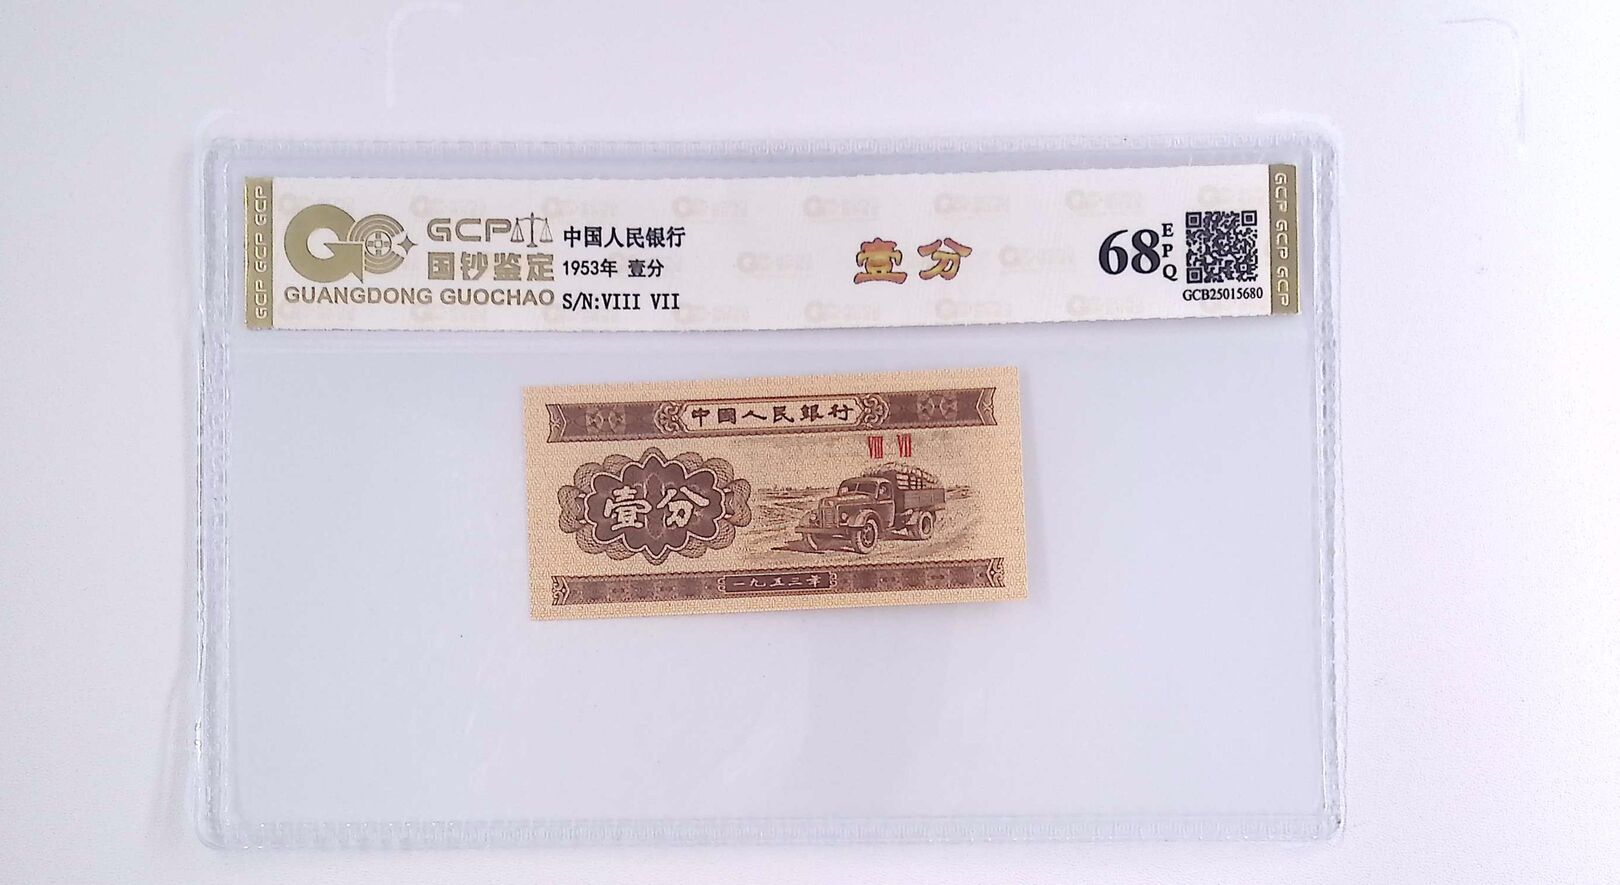 GCP
国钞鉴定
GUANGDONG GUOCHAO
中国人民银行
1953年 壹分
S/N:VIII VII
壹分
68
EPQ
GCB25015680
GCP GCP GCP
GCP GCP GCP
中國人民銀行
VIII VII
壹分
一九五三年